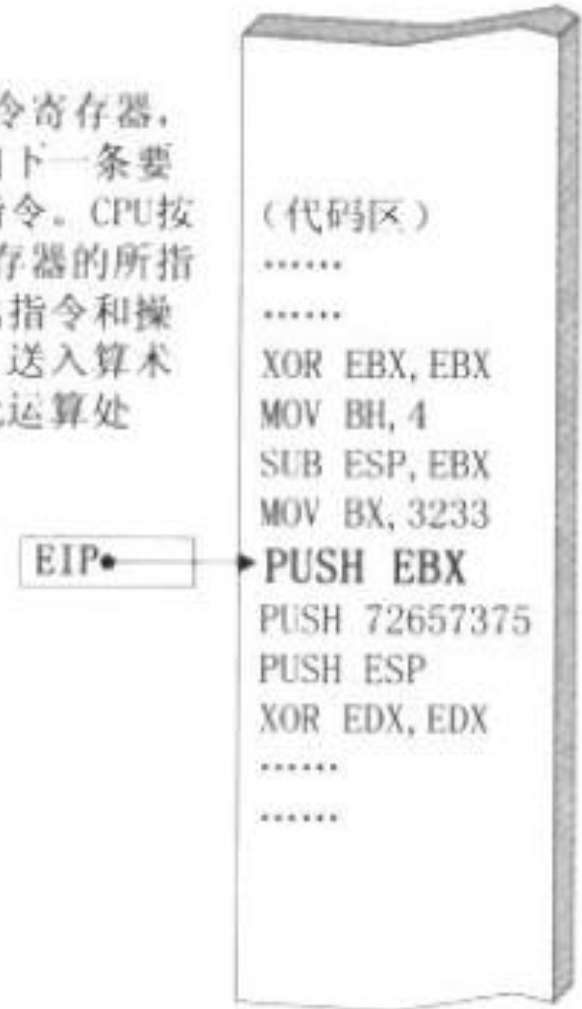 令寄存器，
下一条要
指令。CPU按
存器的所指
指令和操
送入算术
运算处
（代码区）
······
······
XOR EBX, EBX
MOV BH, 4
SUB ESP, EBX
MOV BX, 3233
EIP
PUSH EBX
PUSH 72657375
PUSH ESP
XOR EDX, EDX
······
······